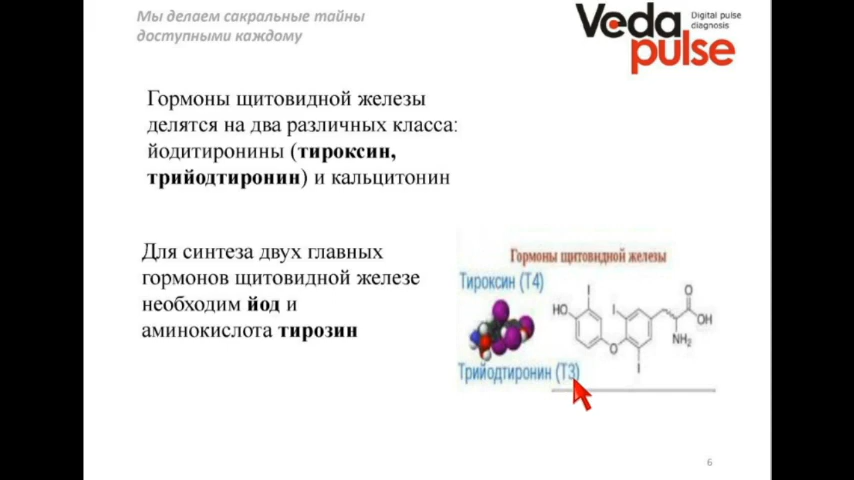 Мы делаем сакральные тайны
доступными каждому
Veda
pulse
Digital pulse
diagnosis
Гормоны щитовидной железы
делятся на два различных класса:
йодитиронины (тироксин,
трийодтиронин) и кальцитонин
Для синтеза двух главных
гормонов щитовидной железе
необходим йод и
аминокислота тирозин
Гормоны щитовидной железы
Тироксин (Т4)
I
HO
I
O
I
O
OH
NH2
Трийодтиронин (Т3)
6